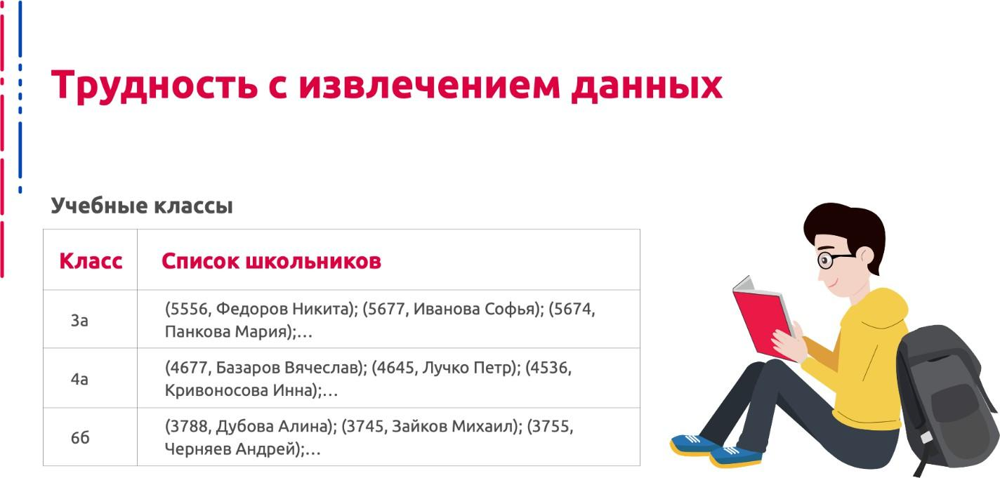 Трудность с извлечением данных
Учебные классы
Класс
Список школьников
3а
(5556, Федоров Никита); (5677, Иванова Софья); (5674,
Панкова Мария);...
4а
(4677, Базаров Вячеслав); (4645, Лучко Петр); (4536,
Кривоносова Инна);...
6б
(3788, Дубова Алина); (3745, Зайков Михаил); (3755,
Черняев Андрей);...